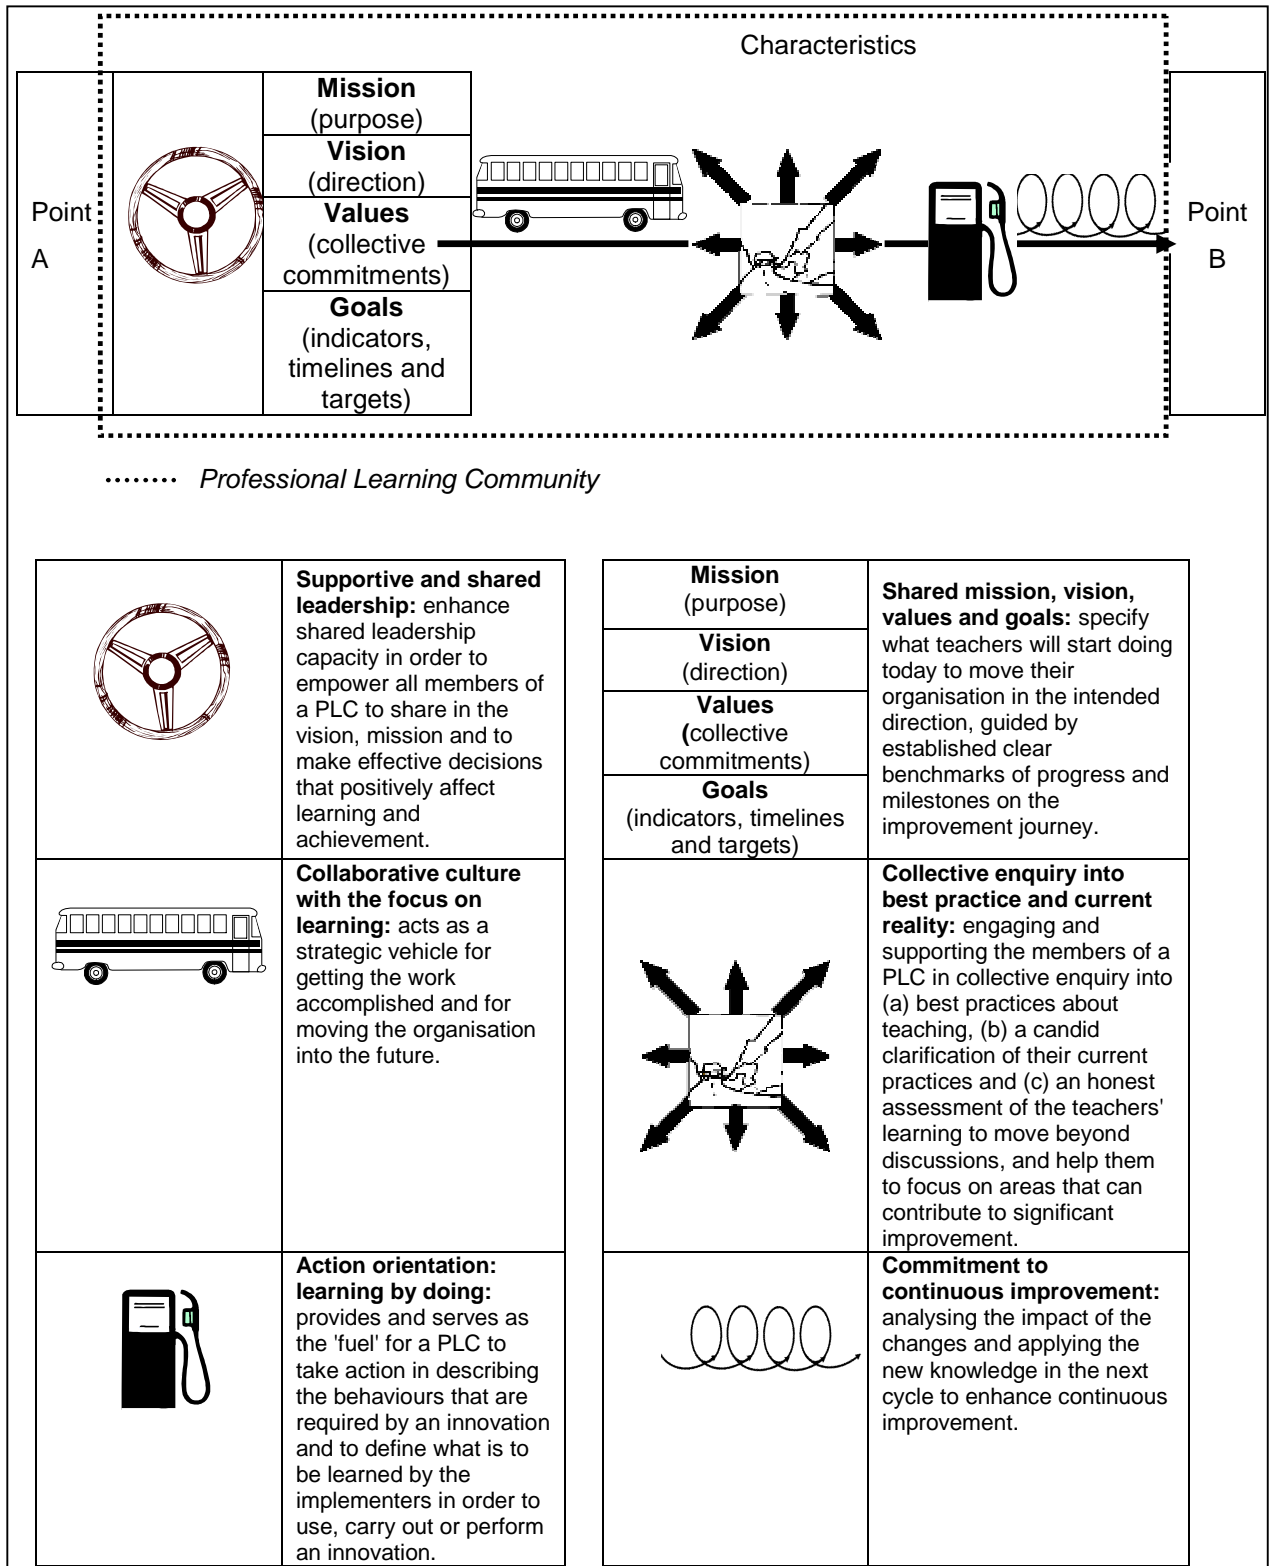 Characteristics
Point
A
Mission
(purpose)
Vision
(direction)
Values
(collective
commitments)
Goals
(indicators,
timelines and
targets)
Point
B
Professional Learning Community
Supportive and shared
leadership: enhance
shared leadership
capacity in order to
empower all members of
a PLC to share in the
vision, mission and to
make effective decisions
that positively affect
learning and
achievement.
Mission
(purpose)
Vision
(direction)
Values
(collective
commitments)
Goals
(indicators, timelines
and targets)
Shared mission, vision,
values and goals: specify
what teachers will start doing
today to move their
organisation in the intended
direction, guided by
established clear
benchmarks of progress and
milestones on the
improvement journey.
Collaborative culture
with the focus on
learning: acts as a
strategic vehicle for
getting the work
accomplished and for
moving the organisation
into the future.
Collective enquiry into
best practice and current
reality: engaging and
supporting the members of a
PLC in collective enquiry into
(a) best practices about
teaching, (b) a candid
clarification of their current
practices and (c) an honest
assessment of the teachers'
learning to move beyond
discussions, and help them
to focus on areas that can
contribute to significant
improvement.
Action orientation:
learning by doing:
provides and serves as
the 'fuel' for a PLC to
take action in describing
the behaviours that are
required by an innovation
and to define what is to
be learned by the
implementers in order to
use, carry out or perform
an innovation.
Commitment to
continuous improvement:
analysing the impact of the
changes and applying the
new knowledge in the next
cycle to enhance continuous
improvement.